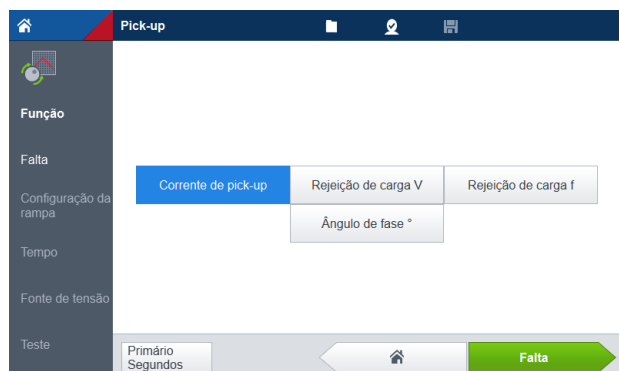 Pick-up
Função
Falta
Configuração da
rampa
Tempo
Fonte de tensão
Teste
Corrente de pick-up
Rejeição de carga V
Rejeição de carga f
Ângulo de fase °
Primário
Segundos
Falta